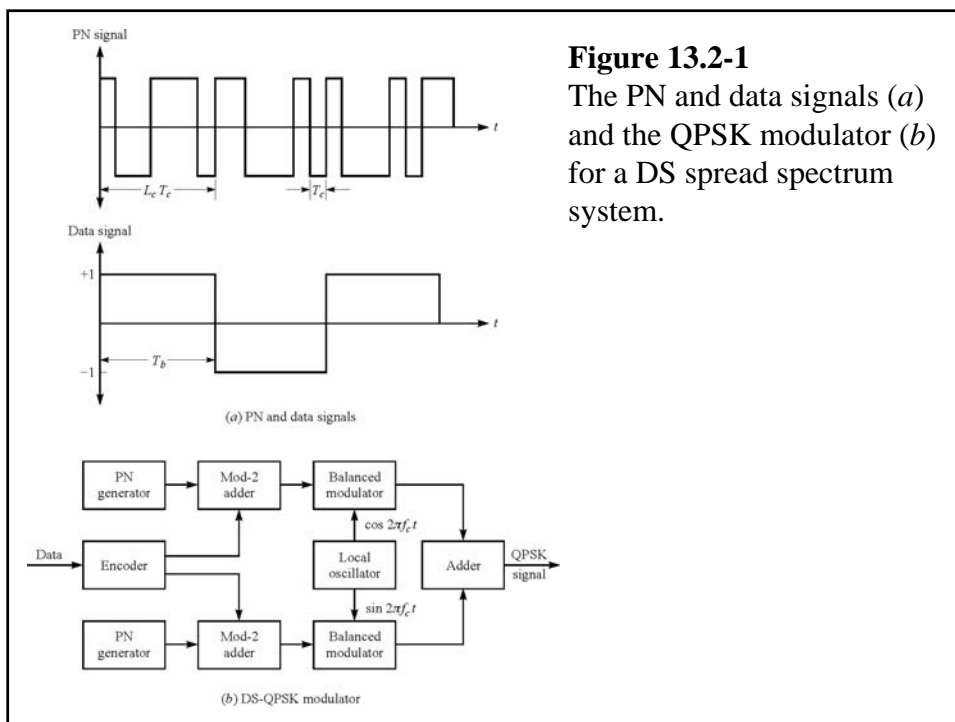 PN signal
t
L_c T_c
T_c
Data signal
+1
t
T_b
−1
(a) PN and data signals
PN generator
Mod-2 adder
Balanced modulator
cos 2πf_c t
Data
Encoder
Local oscillator
Adder
QPSK signal
sin 2πf_c t
PN generator
Mod-2 adder
Balanced modulator
(b) DS-QPSK modulator
Figure 13.2-1
The PN and data signals (a)
and the QPSK modulator (b)
for a DS spread spectrum
system.